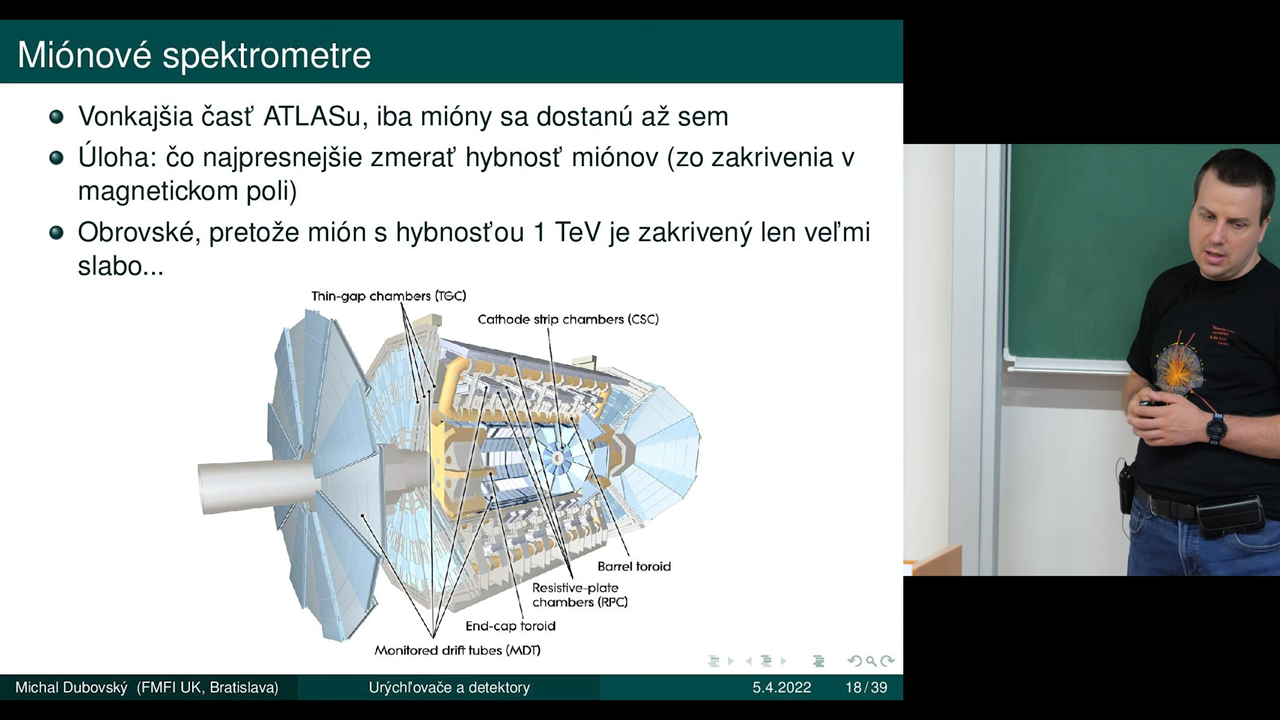 Miónové spektrometre
Vonkajšia časť ATLASu, iba mióny sa dostanú až sem
Úloha: čo najpresnejšie zmerať hybnosť miónov (zo zakrivenia v
magnetickom poli)
Obrovské, pretože mión s hybnosťou 1 TeV je zakrivený len veľmi
slabo...
Thin-gap chambers (TGC)
Cathode strip chambers (CSC)
Barrel toroid
Resistive-plate
chambers (RPC)
End-cap toroid
Monitored drift tubes (MDT)
Michal Dubovský (FMFI UK, Bratislava)
Urýchľovače a detektory
5.4.2022
18/39